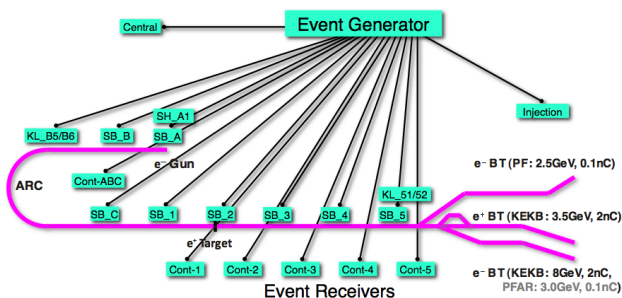 Event Generator
Central
SH_A1
KL_B5/B6
SB_B
SB_A
Injection
e⁻ Gun
e⁻ BT (PF: 2.5GeV, 0.1nC)
ARC
Cont-ABC
KL_51/52
SB_C
SB_1
SB_2
SB_3
SB_4
SB_5
e⁺ BT (KEKB: 3.5GeV, 2nC)
e⁺ Target
Cont-1
Cont-2
Cont-3
Cont-4
Cont-5
e⁻ BT (KEKB: 8GeV, 2nC,
PFAR: 3.0GeV, 0.1nC)
Event Receivers